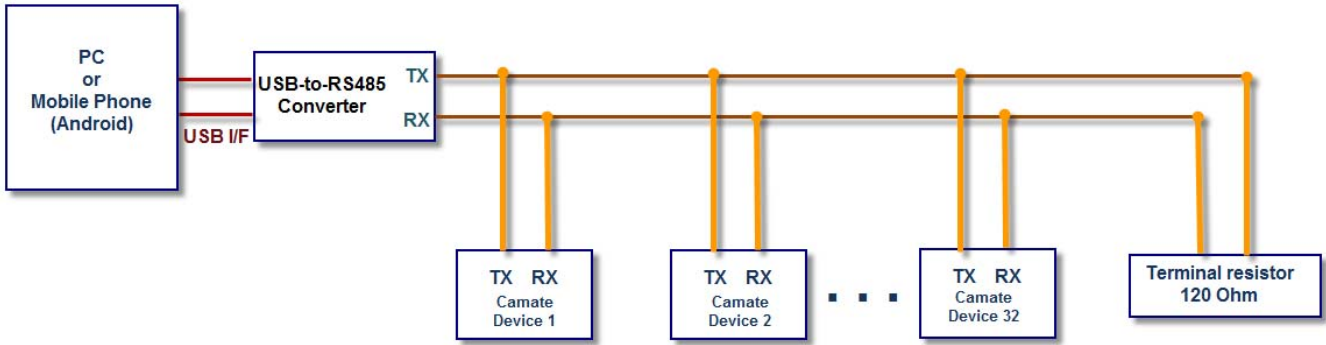 PC
or
Mobile Phone
(Android)
USB I/F
USB-to-RS485
Converter
TX
RX
TX RX
Camate
Device 1
TX RX
Camate
Device 2
. . .
TX RX
Camate
Device 32
Terminal resistor
120 Ohm